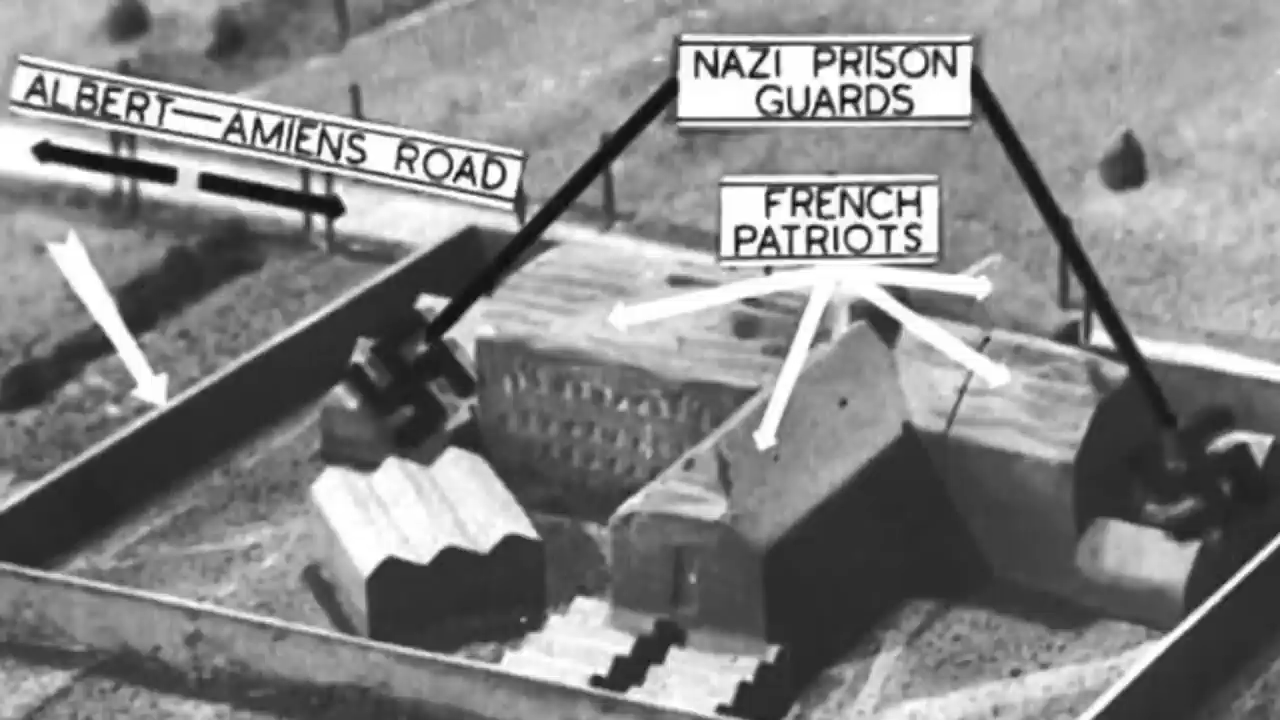 NAZI PRISON
GUARDS
ALBERT—AMIENS ROAD
FRENCH
PATRIOTS